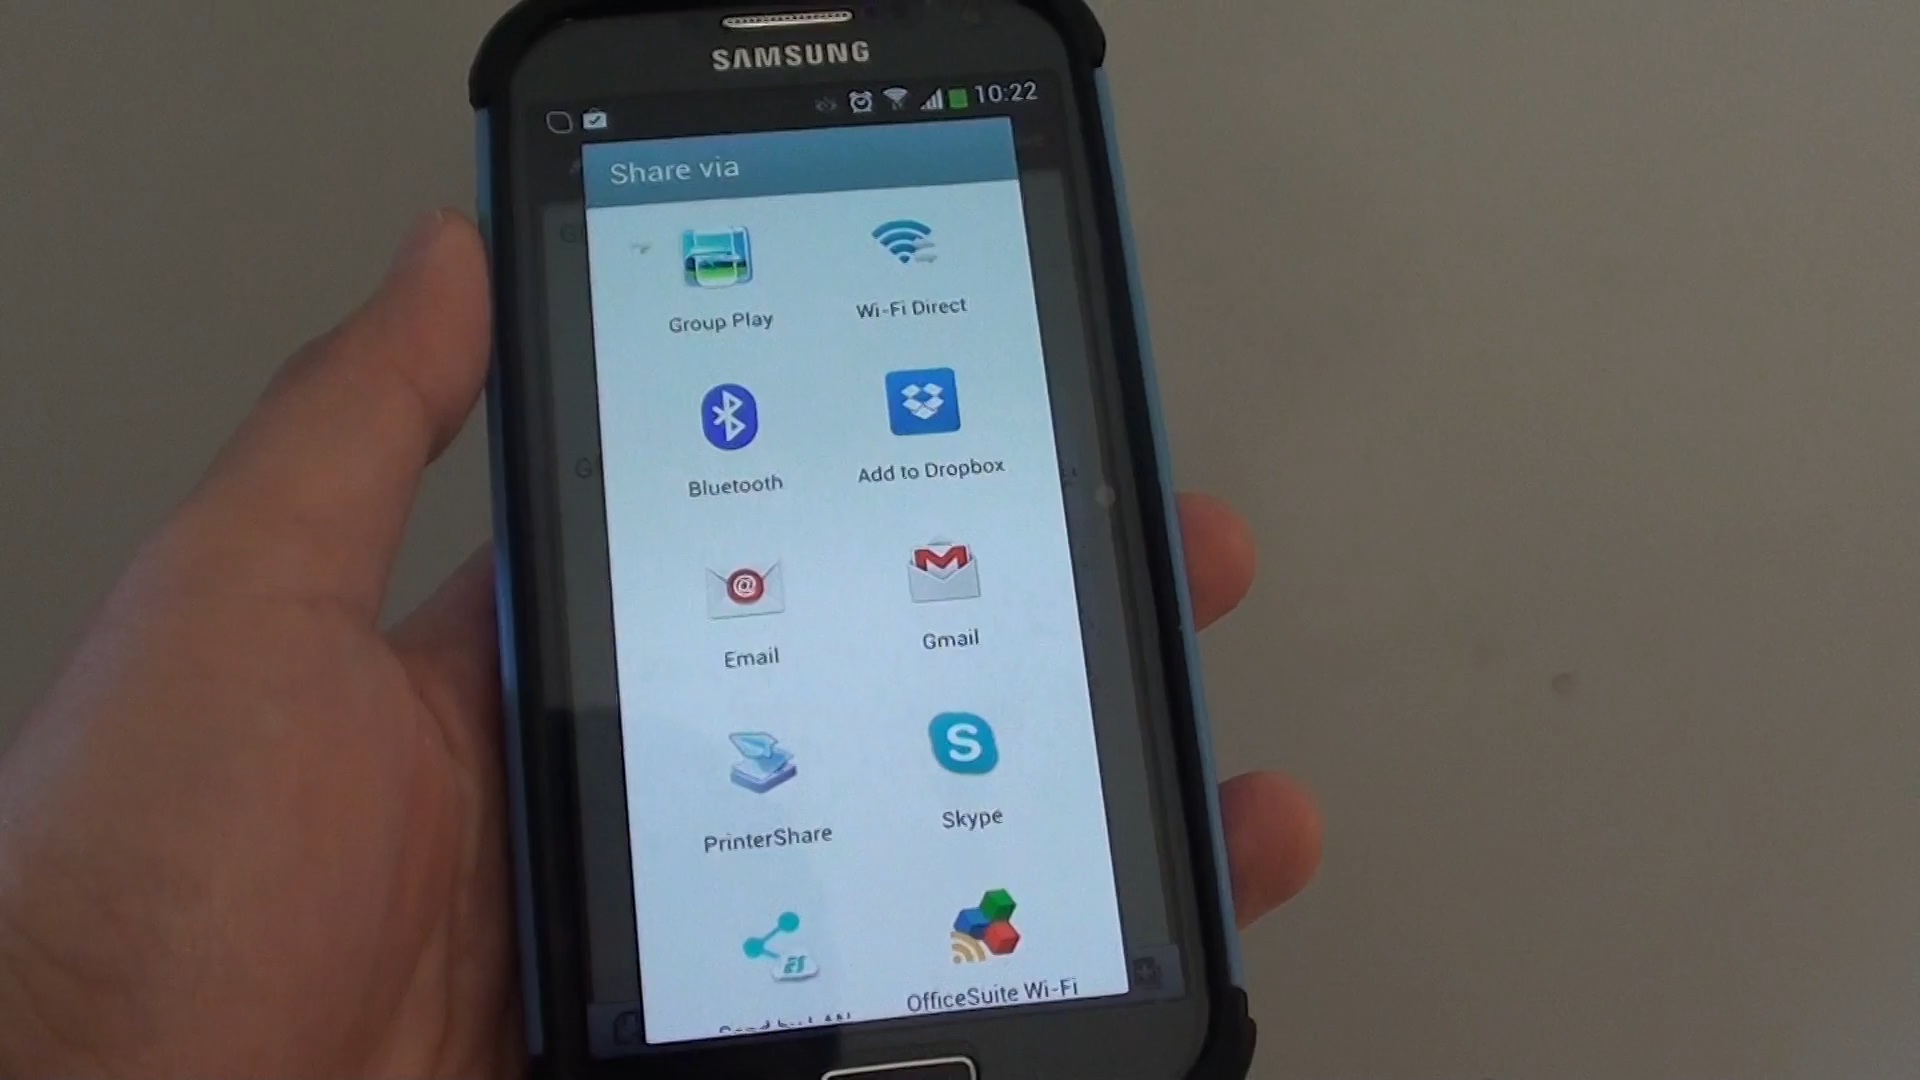 SAMSUNG
10:22
Share via
Group Play
Wi-Fi Direct
Bluetooth
Add to Dropbox
Email
Gmail
PrinterShare
Skype
OfficeSuite Wi-Fi